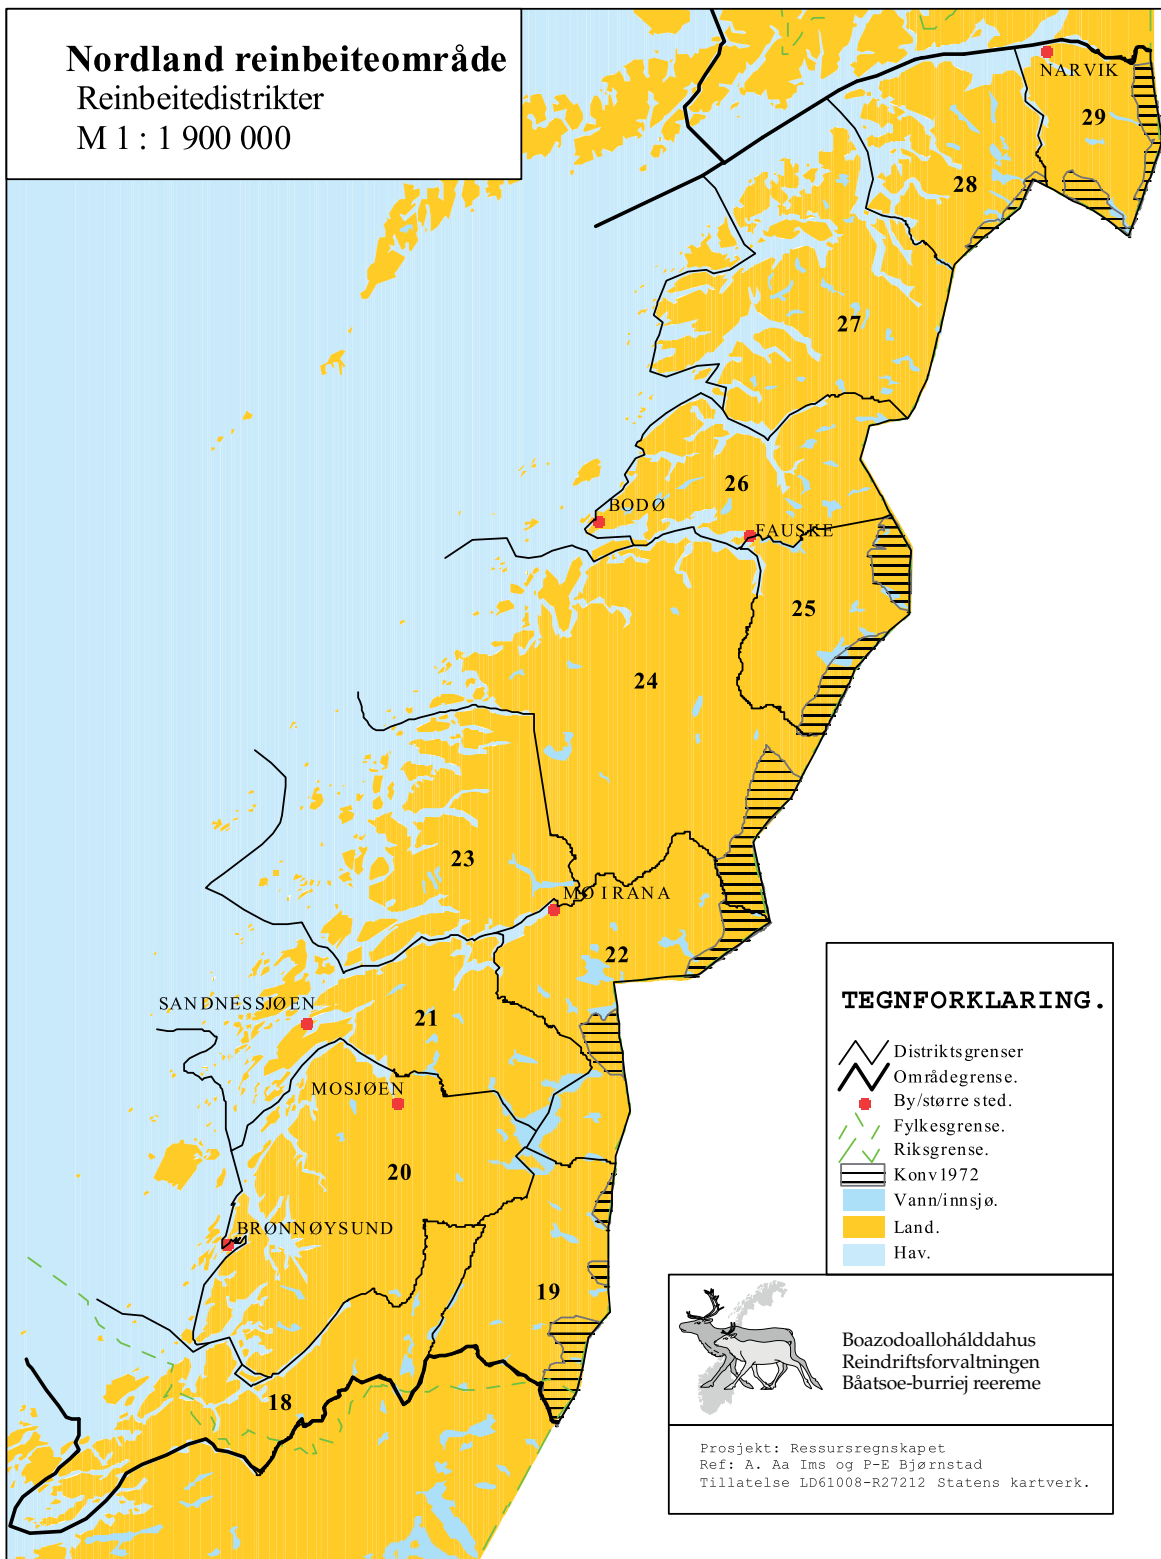 Nordland reinbeiteområde
Reinbeitedistrikter
M 1 : 1 900 000
NARVIK
29
28
27
26
BODØ
FAUSKE
25
24
23
MO I RANA
22
SANDNESSJØEN
21
MOSJØEN
20
BRØNNØYSUND
19
18
TEGNFORKLARING.
Distriktsgrenser
Områdegrense.
By/større sted.
Fylkesgrense.
Riksgrense.
Konv1972
Vann/innsjø.
Land.
Hav.
Boazodoallohálddahus
Reindriftsforvaltningen
Båatsoe-burriej reereme
Prosjekt: Ressursregnskapet
Ref: A. Aa Ims og P-E Bjørnstad
Tillatelse LD61008-R27212 Statens kartverk.